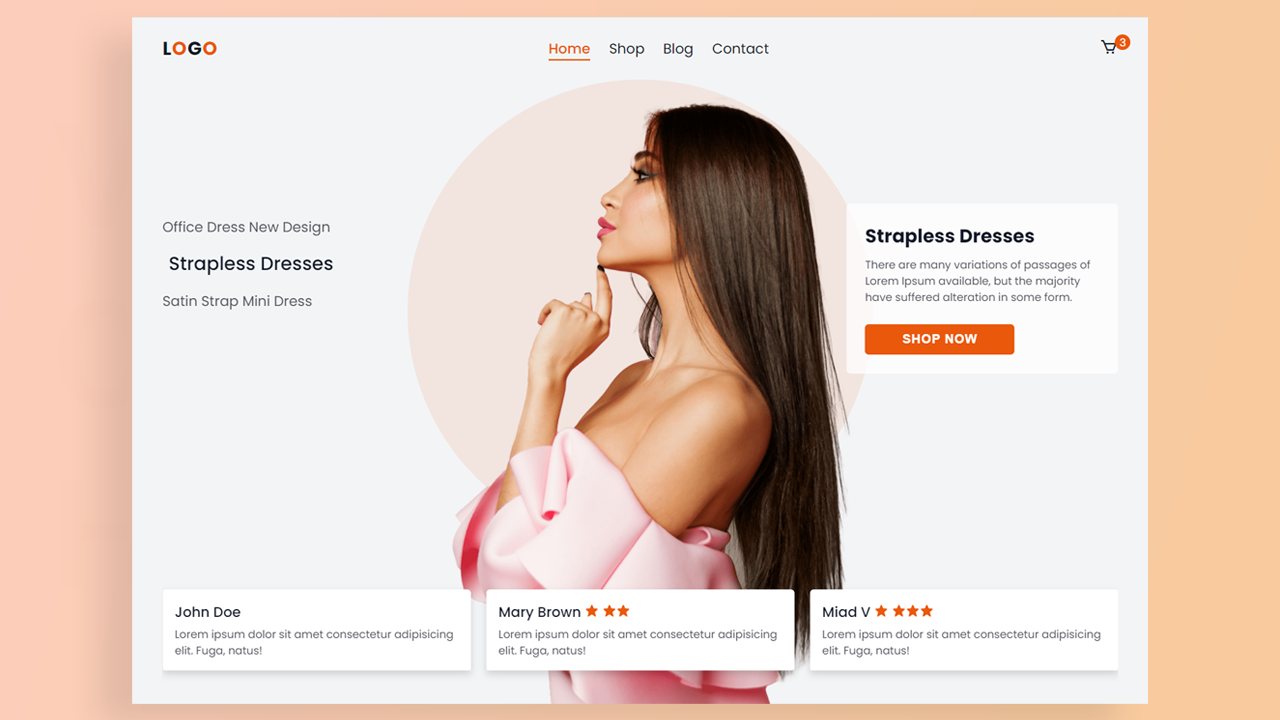 LOGO
Home Shop Blog Contact
3
Office Dress New Design
Strapless Dresses
Satin Strap Mini Dress
Strapless Dresses
There are many variations of passages of
Lorem Ipsum available, but the majority
have suffered alteration in some form.
SHOP NOW
John Doe
Lorem ipsum dolor sit amet consectetur adipisicing
elit. Fuga, natus!
Mary Brown
Lorem ipsum dolor sit amet consectetur adipisicing
elit. Fuga, natus!
Miad V
Lorem ipsum dolor sit amet consectetur adipisicing
elit. Fuga, natus!